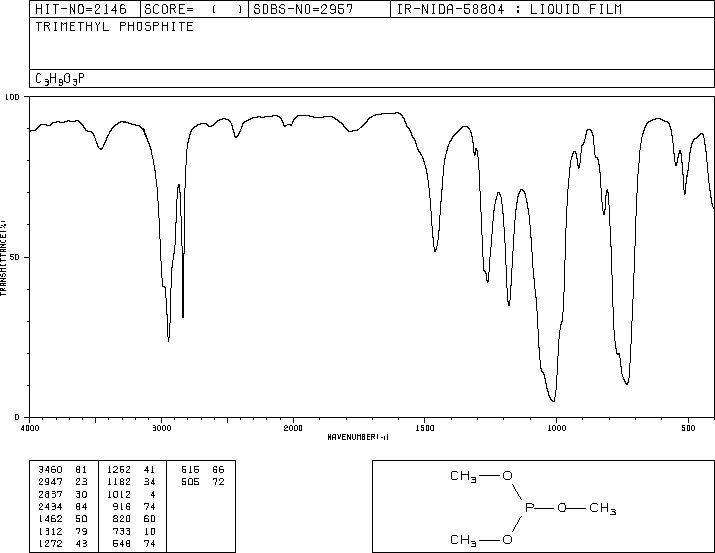 HIT-NO=2146 SCORE= ( ) SDBS-NO=2957 IR-NIDA-58804 : LIQUID FILM
TRIMETHYL PHOSPHITE
C3H9O3P
100
50
0
TRANSMITTANCE(%)
4000 3000 2000 1500 1000 500
WAVENUMBER(-1)
3460 81 1262 41 516 66
2947 23 1182 34 505 72
2837 30 1012 4
2434 84 916 74
1462 50 820 60
1312 79 733 10
1272 43 548 74
CH3 O
P O CH3
CH3 O